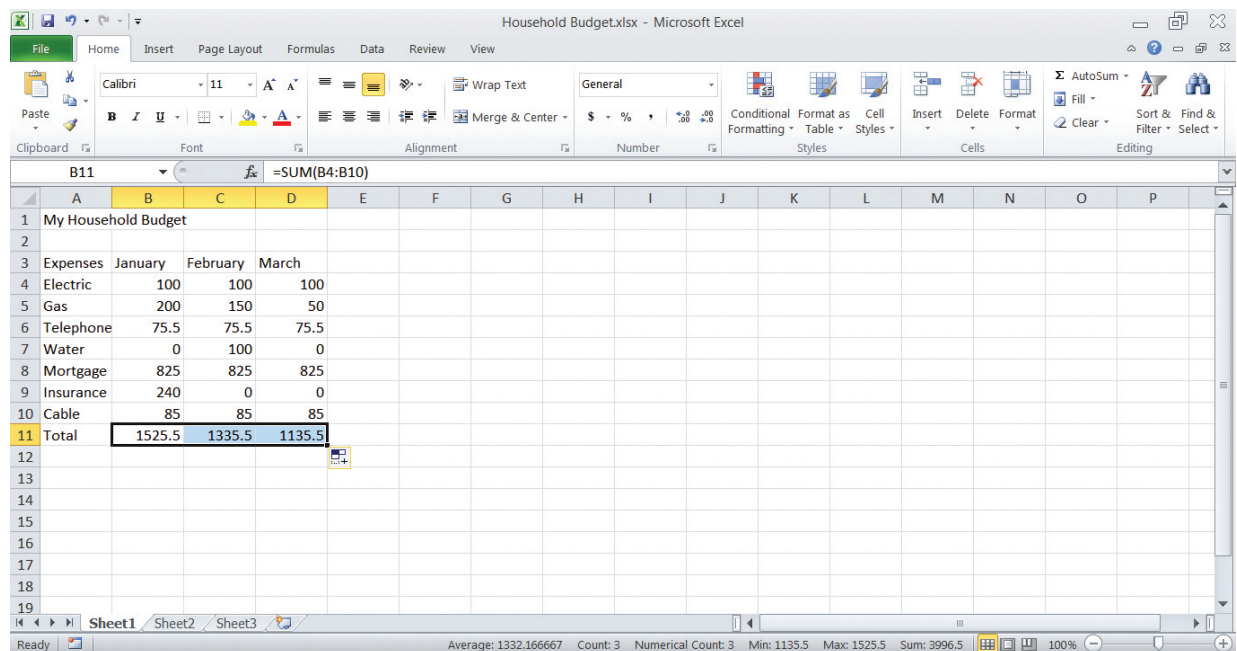 Household Budget.xlsx - Microsoft Excel
File Home Insert Page Layout Formulas Data Review View
Calibri 11 A A Wrap Text General Σ AutoSum
Paste Fill
B I U A Merge & Center $ % , .00 .00 Conditional Format as Cell Insert Delete Format Clear Sort & Find &
Formatting Table Styles Filter Select
Clipboard Font Alignment Number Styles Cells Editing
B11 fx =SUM(B4:B10)
A B C D E F G H I J K L M N O P
1 My Household Budget
2
3 Expenses January February March
4 Electric 100 100 100
5 Gas 200 150 50
6 Telephone 75.5 75.5 75.5
7 Water 0 100 0
8 Mortgage 825 825 825
9 Insurance 240 0 0
10 Cable 85 85 85
11 Total 1525.5 1335.5 1135.5
12
13
14
15
16
17
18
19
Sheet1 Sheet2 Sheet3
Ready Average: 1332.166667 Count: 3 Numerical Count: 3 Min: 1135.5 Max: 1525.5 Sum: 3996.5 100%